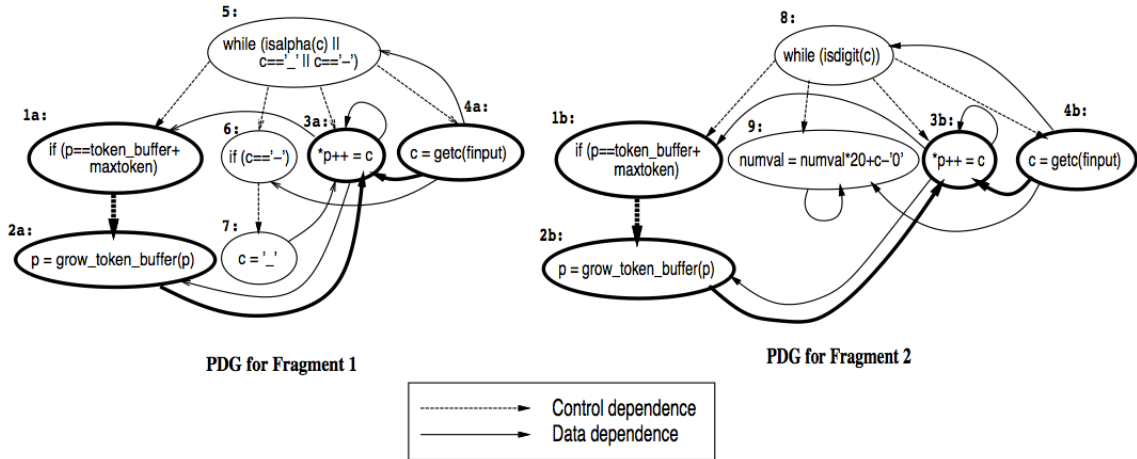 5:
while (isalpha(c) ||
c=='_' || c=='–')
4a:
1a:
3a:
6:
if (p==token_buffer+
maxtoken)
if (c=='–')
*p++ = c
c = getc(finput)
2a:
7:
p = grow_token_buffer(p)
c = '_'
PDG for Fragment 1
8:
while (isdigit(c))
4b:
1b:
3b:
9:
if (p==token_buffer+
maxtoken)
numval = numval*20+c–'0'
*p++ = c
c = getc(finput)
2b:
p = grow_token_buffer(p)
PDG for Fragment 2
Control dependence
Data dependence